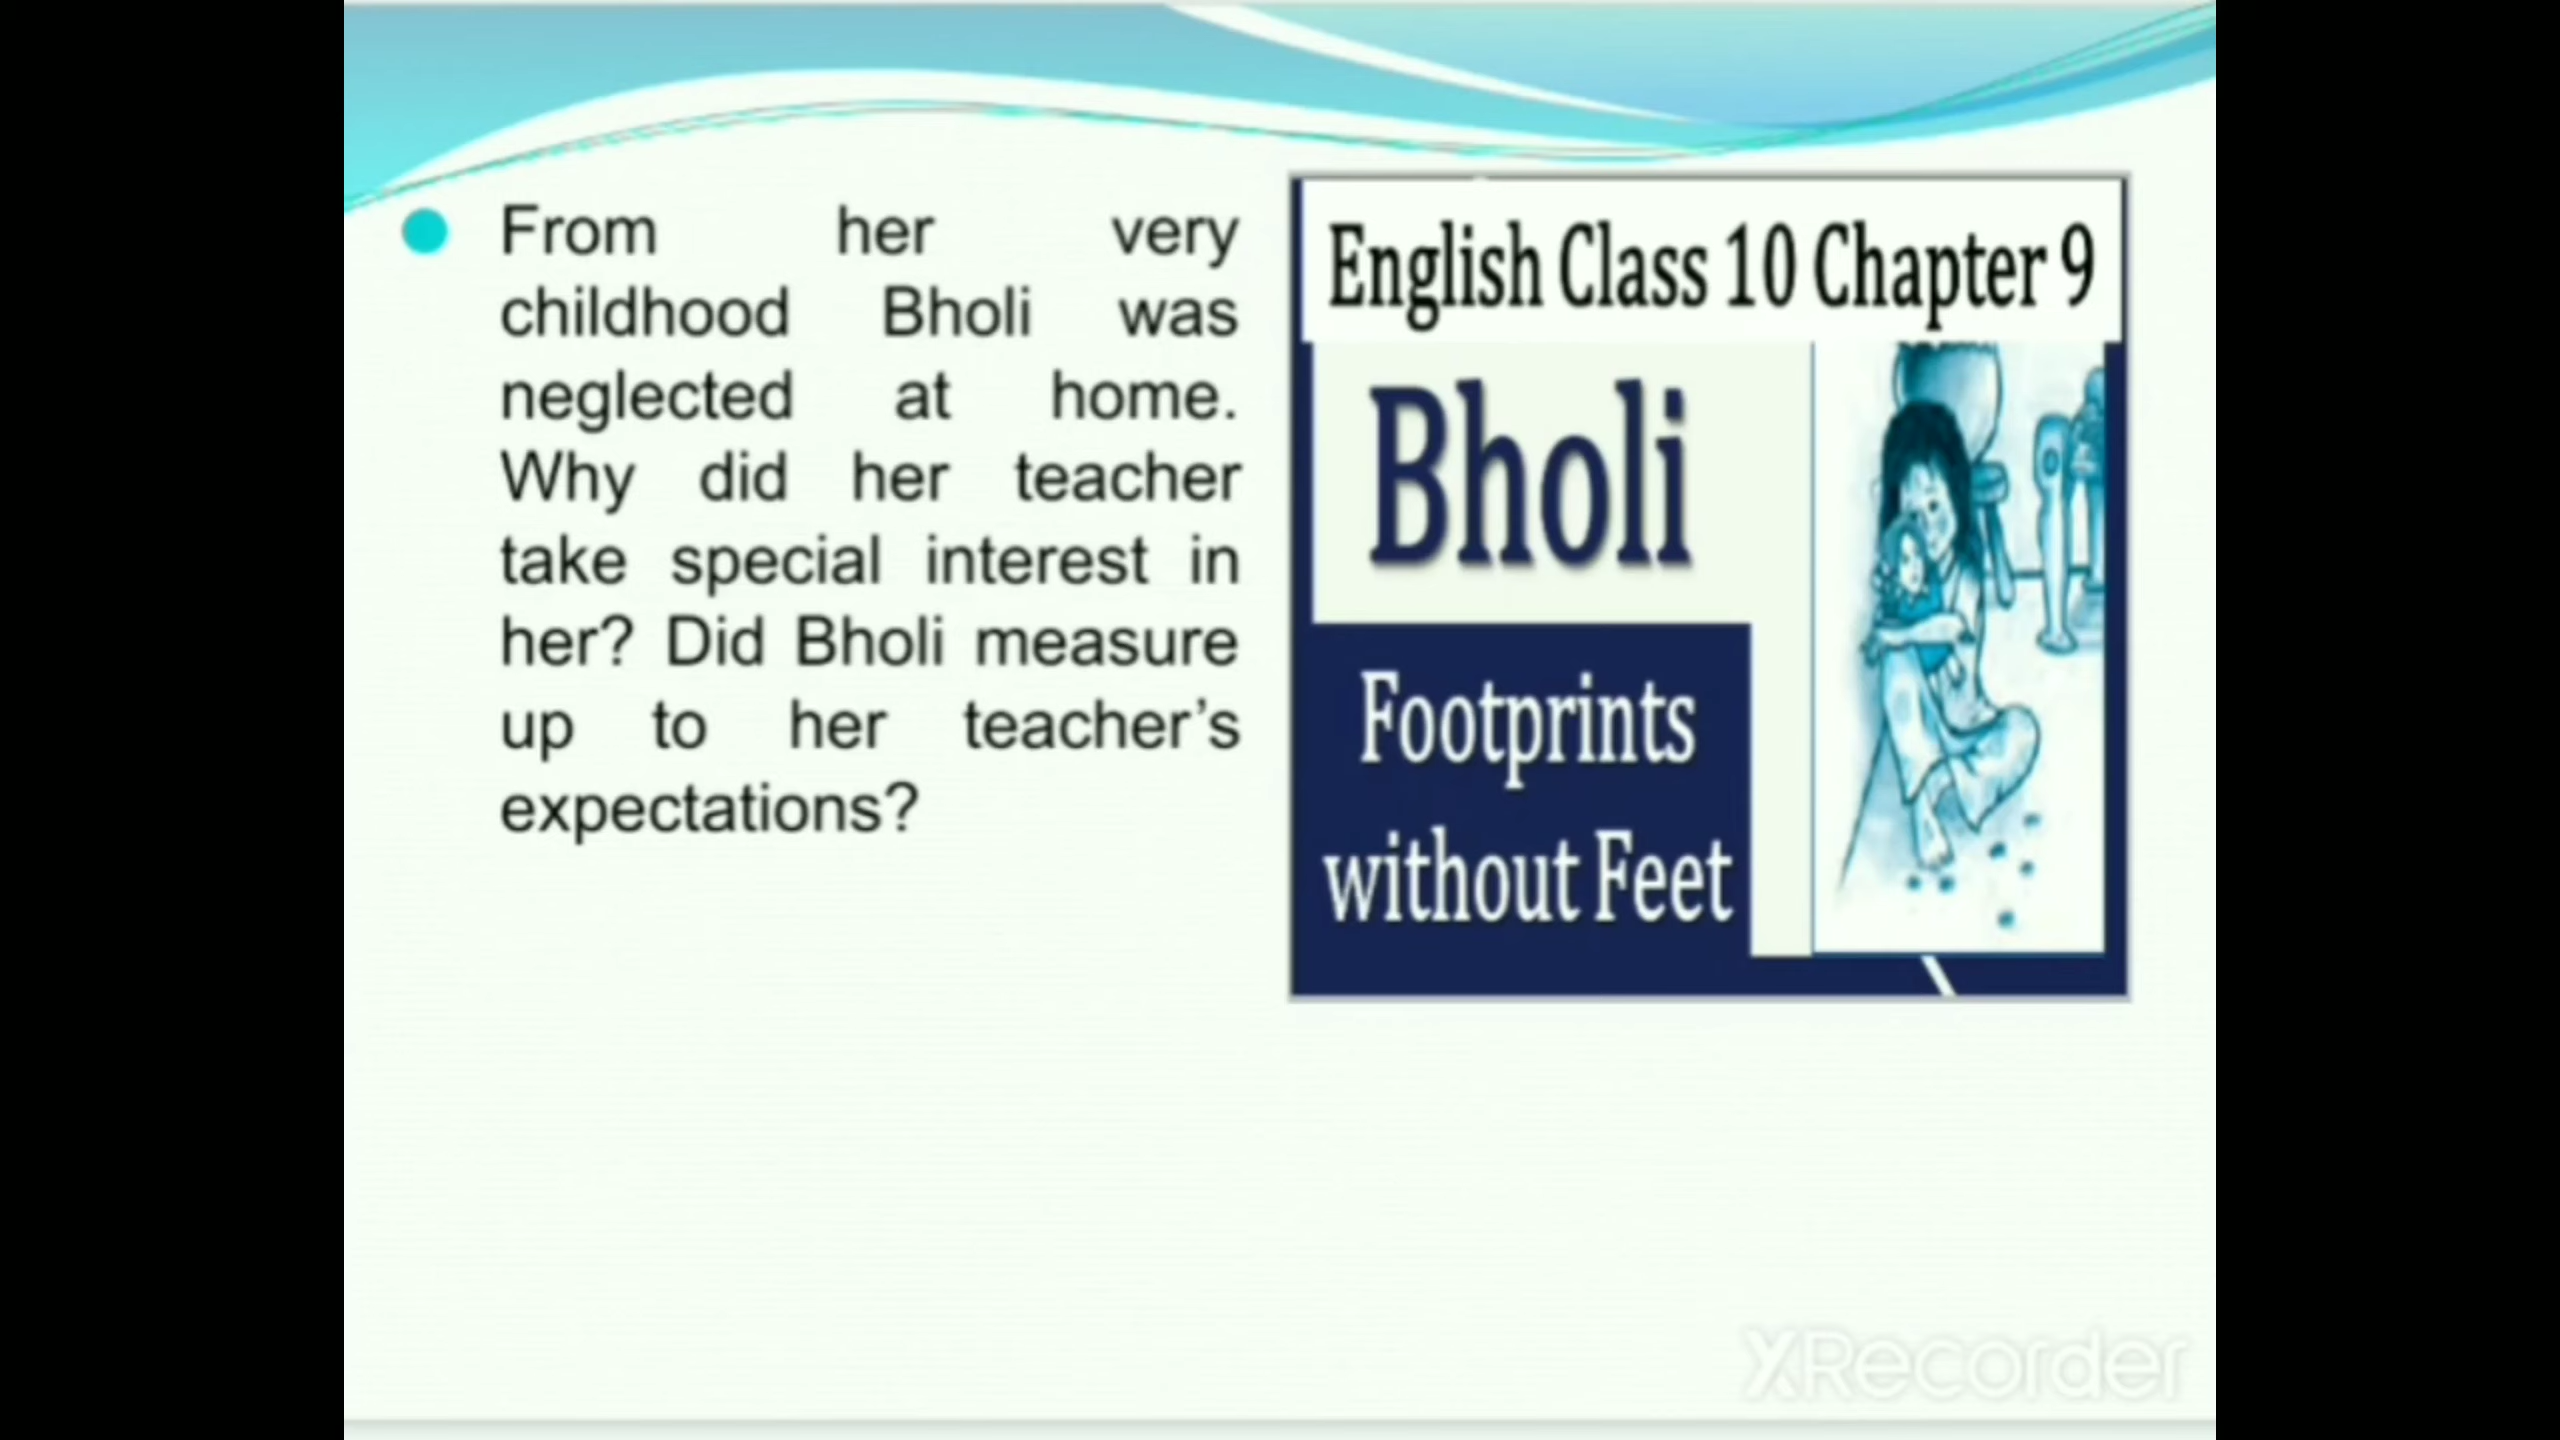 From her very
childhood Bholi was
neglected at home.
Why did her teacher
take special interest in
her? Did Bholi measure
up to her teacher’s
expectations?
English Class 10 Chapter 9
Bholi
Footprints
without Feet
XRecorder